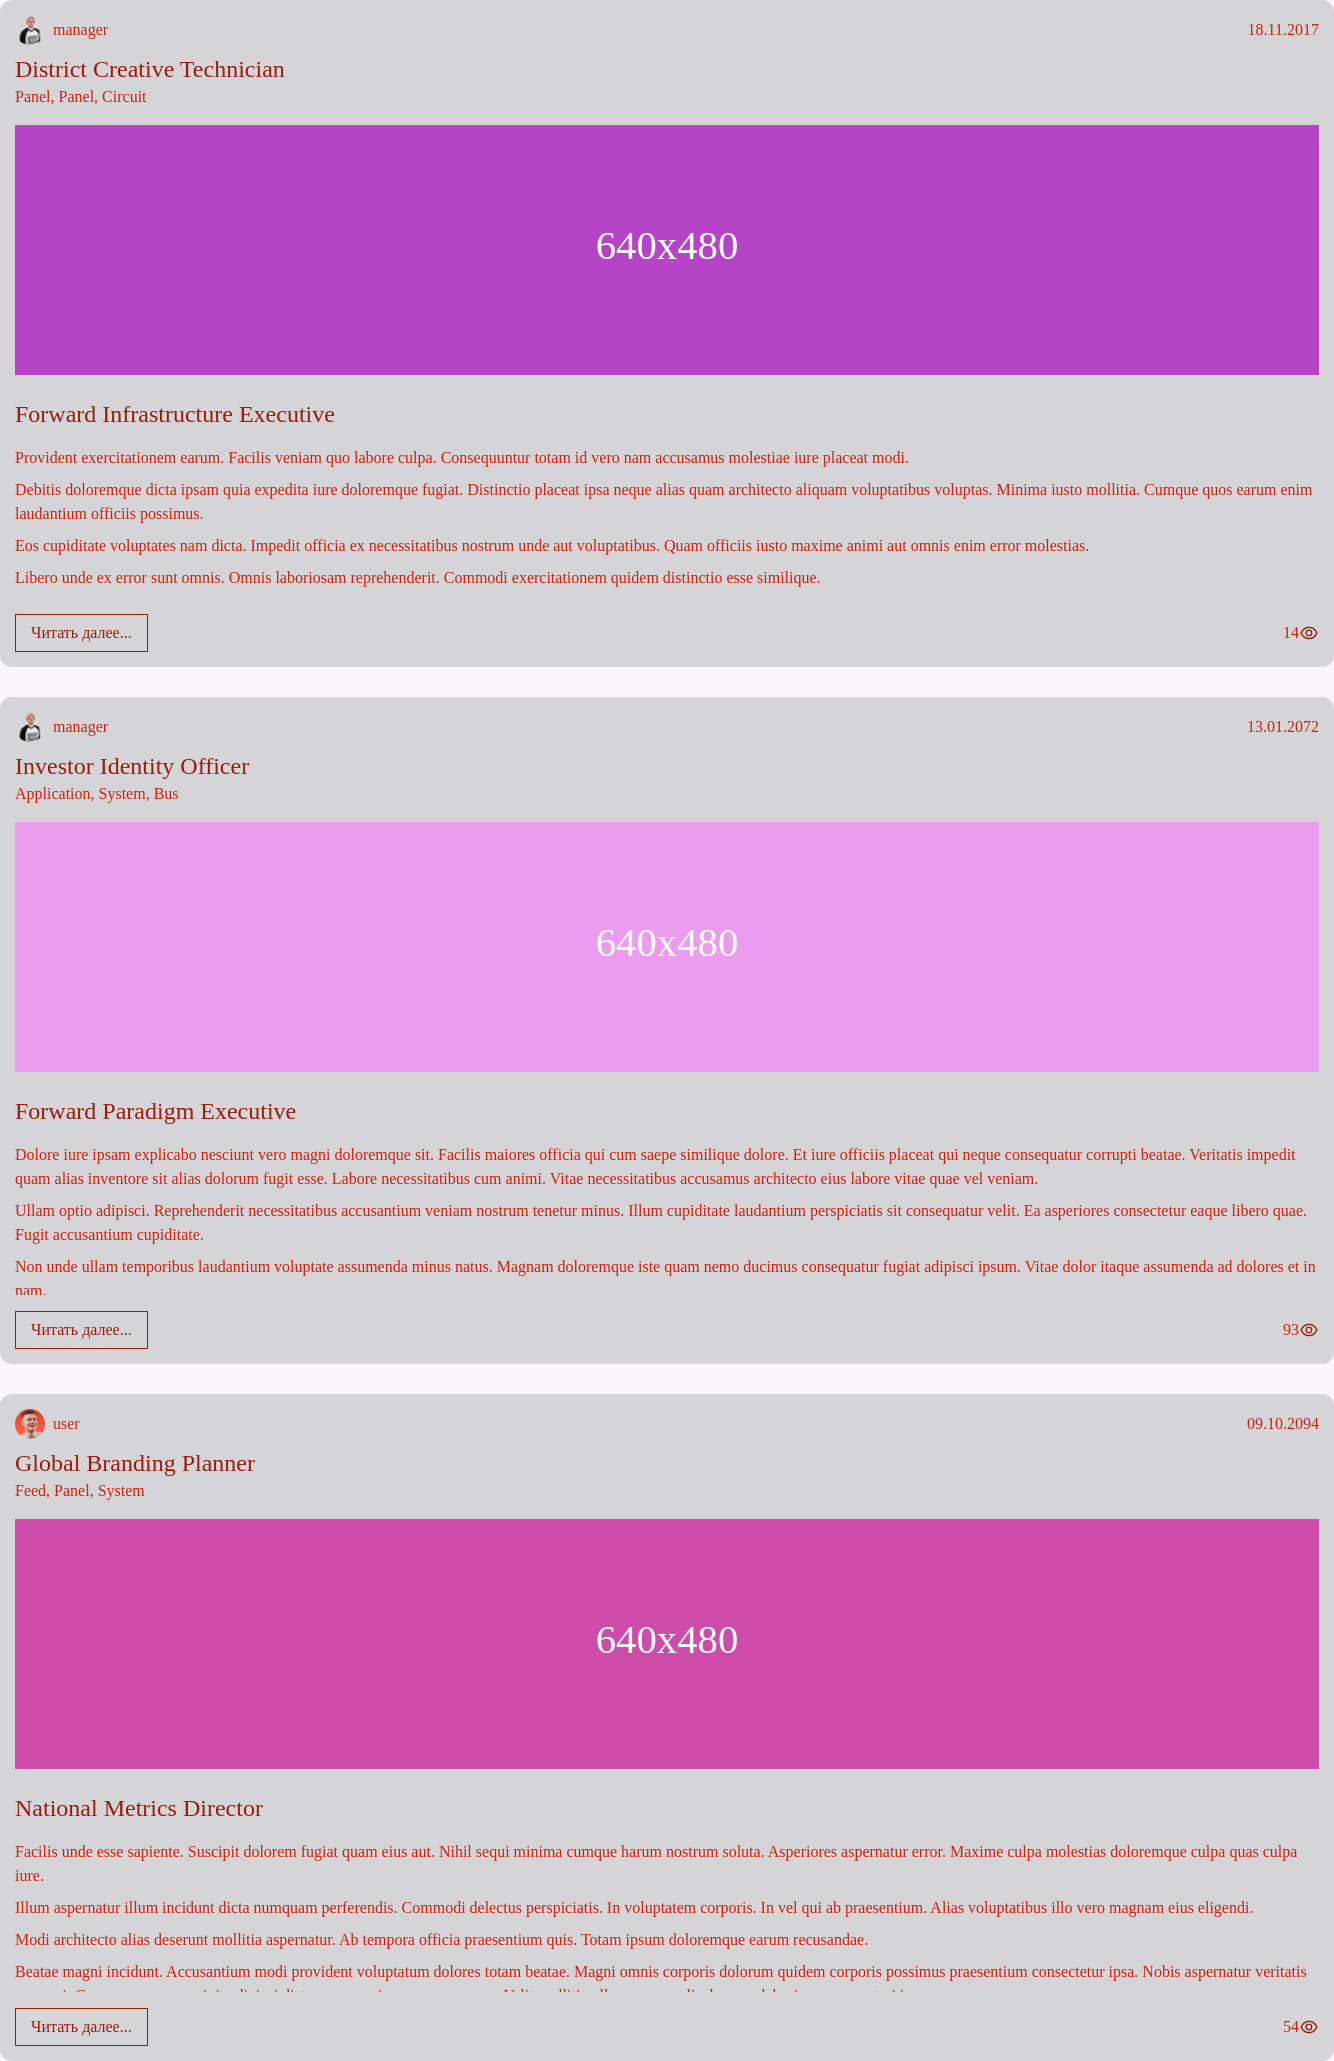 manager
18.11.2017
District Creative Technician
Panel, Panel, Circuit
640x480
Forward Infrastructure Executive
Provident exercitationem earum. Facilis veniam quo labore culpa. Consequuntur totam id vero nam accusamus molestiae iure placeat modi.
Debitis doloremque dicta ipsam quia expedita iure doloremque fugiat. Distinctio placeat ipsa neque alias quam architecto aliquam voluptatibus voluptas. Minima iusto mollitia. Cumque quos earum enim
laudantium officiis possimus.
Eos cupiditate voluptates nam dicta. Impedit officia ex necessitatibus nostrum unde aut voluptatibus. Quam officiis iusto maxime animi aut omnis enim error molestias.
Libero unde ex error sunt omnis. Omnis laboriosam reprehenderit. Commodi exercitationem quidem distinctio esse similique.
Читать далее...
14
manager
13.01.2072
Investor Identity Officer
Application, System, Bus
640x480
Forward Paradigm Executive
Dolore iure ipsam explicabo nesciunt vero magni doloremque sit. Facilis maiores officia qui cum saepe similique dolore. Et iure officiis placeat qui neque consequatur corrupti beatae. Veritatis impedit
quam alias inventore sit alias dolorum fugit esse. Labore necessitatibus cum animi. Vitae necessitatibus accusamus architecto eius labore vitae quae vel veniam.
Ullam optio adipisci. Reprehenderit necessitatibus accusantium veniam nostrum tenetur minus. Illum cupiditate laudantium perspiciatis sit consequatur velit. Ea asperiores consectetur eaque libero quae.
Fugit accusantium cupiditate.
Non unde ullam temporibus laudantium voluptate assumenda minus natus. Magnam doloremque iste quam nemo ducimus consequatur fugiat adipisci ipsum. Vitae dolor itaque assumenda ad dolores et in
nam.
Читать далее...
93
user
09.10.2094
Global Branding Planner
Feed, Panel, System
640x480
National Metrics Director
Facilis unde esse sapiente. Suscipit dolorem fugiat quam eius aut. Nihil sequi minima cumque harum nostrum soluta. Asperiores aspernatur error. Maxime culpa molestias doloremque culpa quas culpa
iure.
Illum aspernatur illum incidunt dicta numquam perferendis. Commodi delectus perspiciatis. In voluptatem corporis. In vel qui ab praesentium. Alias voluptatibus illo vero magnam eius eligendi.
Modi architecto alias deserunt mollitia aspernatur. Ab tempora officia praesentium quis. Totam ipsum doloremque earum recusandae.
Beatae magni incidunt. Accusantium modi provident voluptatum dolores totam beatae. Magni omnis corporis dolorum quidem corporis possimus praesentium consectetur ipsa. Nobis aspernatur veritatis
Читать далее...
54